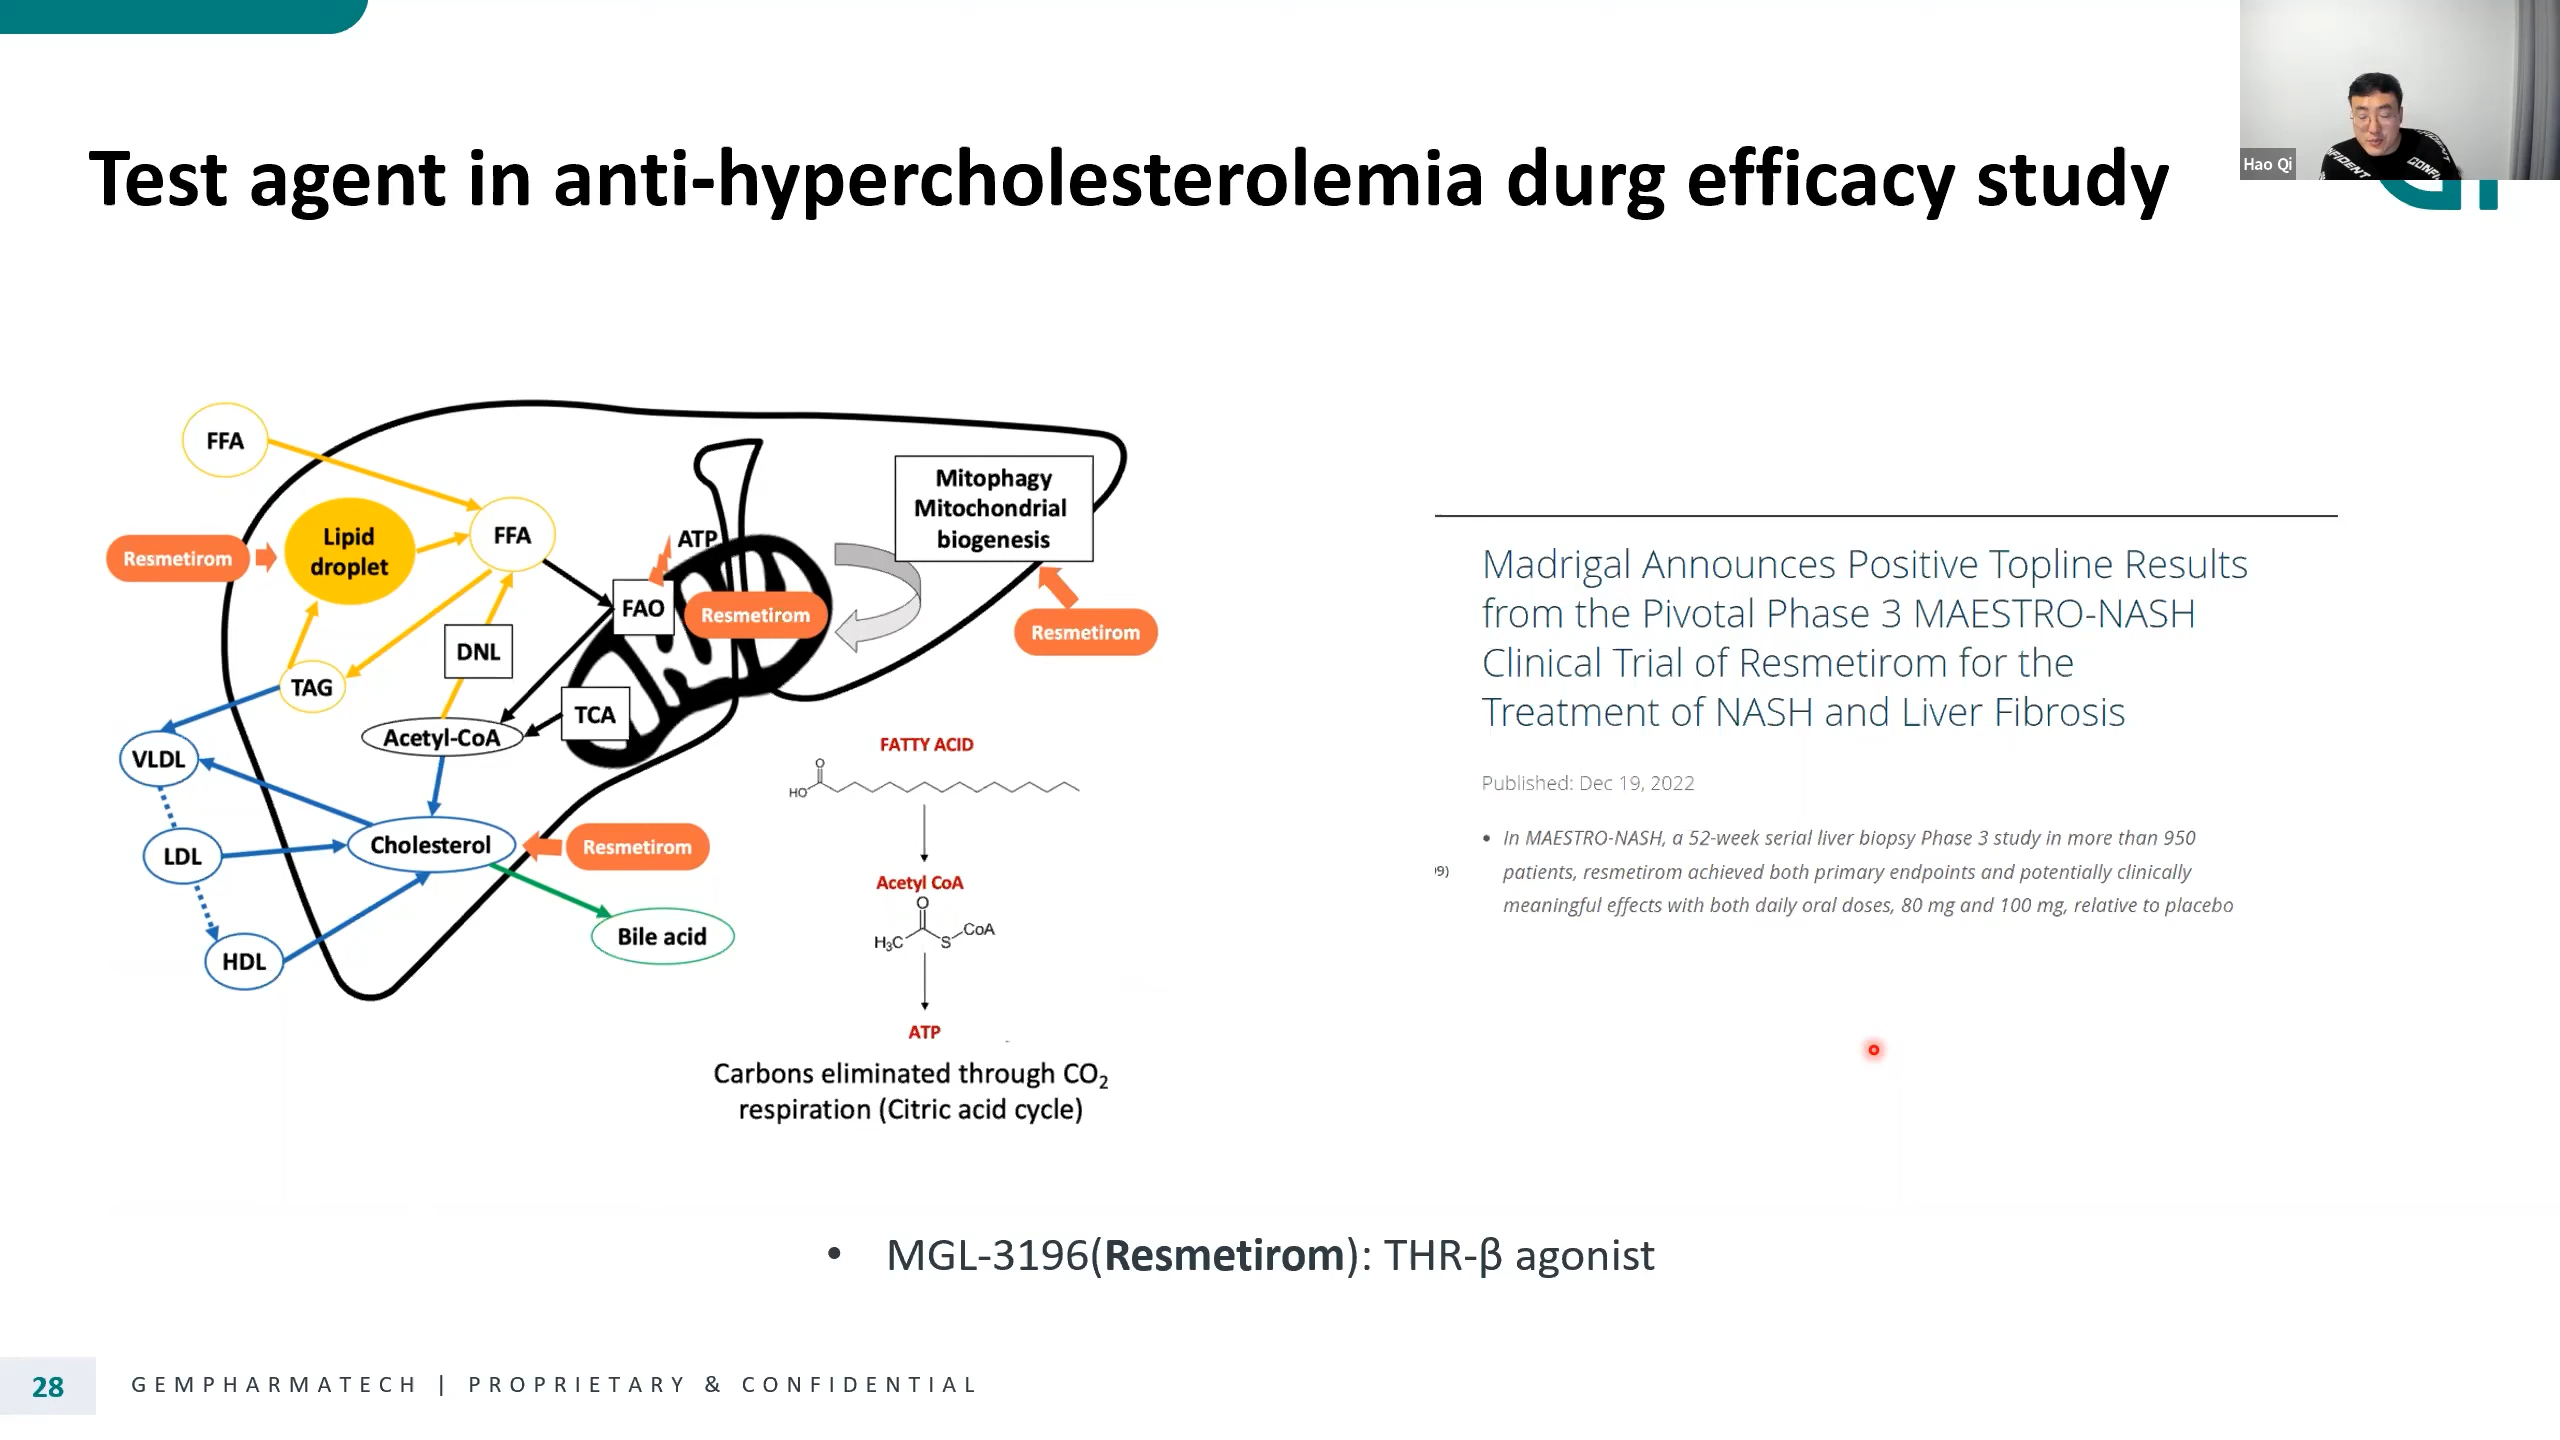 Hao Qi
Test agent in anti-hypercholesterolemia durg efficacy study
FFA
Resmetirom
Lipid
droplet
FFA
ATP
FAO
Resmetirom
Mitophagy
Mitochondrial
biogenesis
Resmetirom
DNL
TAG
TCA
Acetyl-CoA
VLDL
LDL
Cholesterol
Resmetirom
HDL
Bile acid
FATTY ACID
O
HO
Acetyl CoA
O
H₃C
S
CoA
ATP
Carbons eliminated through CO₂
respiration (Citric acid cycle)
Madrigal Announces Positive Topline Results
from the Pivotal Phase 3 MAESTRO-NASH
Clinical Trial of Resmetirom for the
Treatment of NASH and Liver Fibrosis
Published: Dec 19, 2022
• In MAESTRO-NASH, a 52-week serial liver biopsy Phase 3 study in more than 950
patients, resmetirom achieved both primary endpoints and potentially clinically
meaningful effects with both daily oral doses, 80 mg and 100 mg, relative to placebo
9)
• MGL-3196(Resmetirom): THR-β agonist
28
GEMPHARMATECH | PROPRIETARY & CONFIDENTIAL